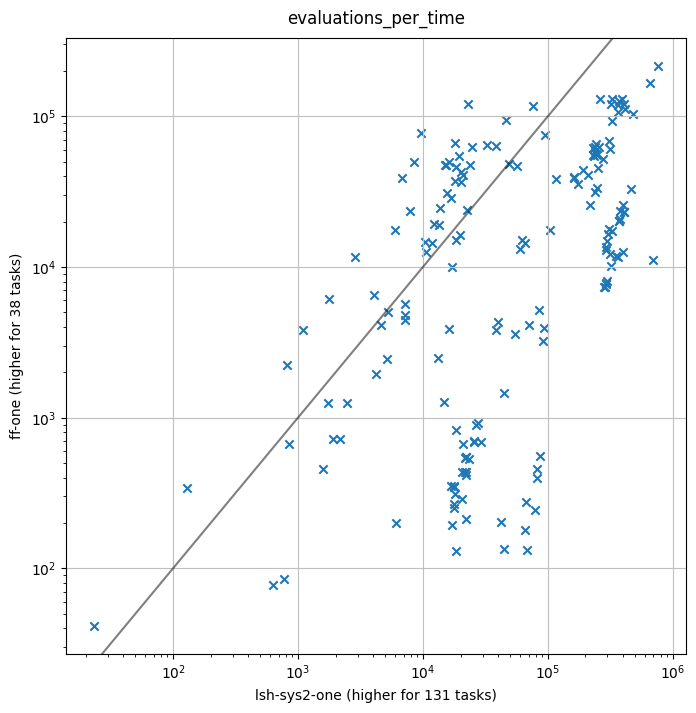 evaluations_per_time
ff-one (higher for 38 tasks)
10^5
10^4
10^3
10^2
10^2 10^3 10^4 10^5 10^6
lsh-sys2-one (higher for 131 tasks)